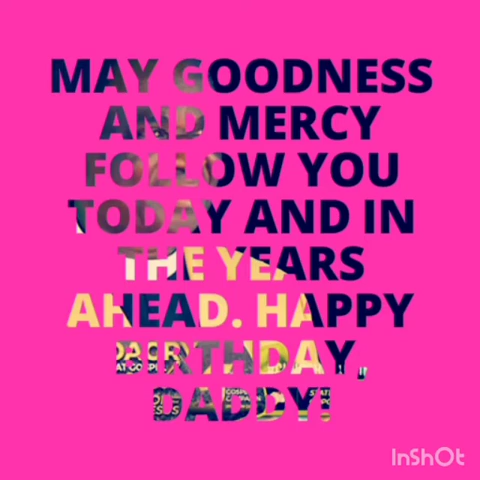 MAY GOODNESS
AND MERCY
FOLLOW YOU
TODAY AND IN
THE YEARS
AHEAD. HAPPY
BIRTHDAY,
DADDY!
InShOt